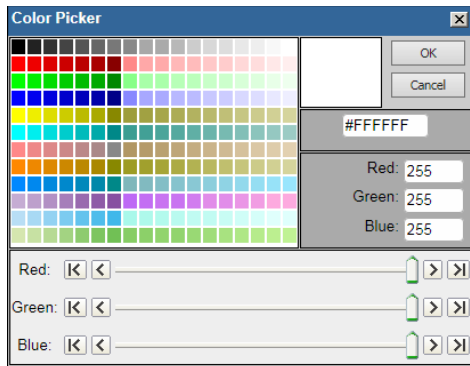 Color Picker
OK
Cancel
#FFFFFF
Red: 255
Green: 255
Blue: 255
Red:
Green:
Blue: